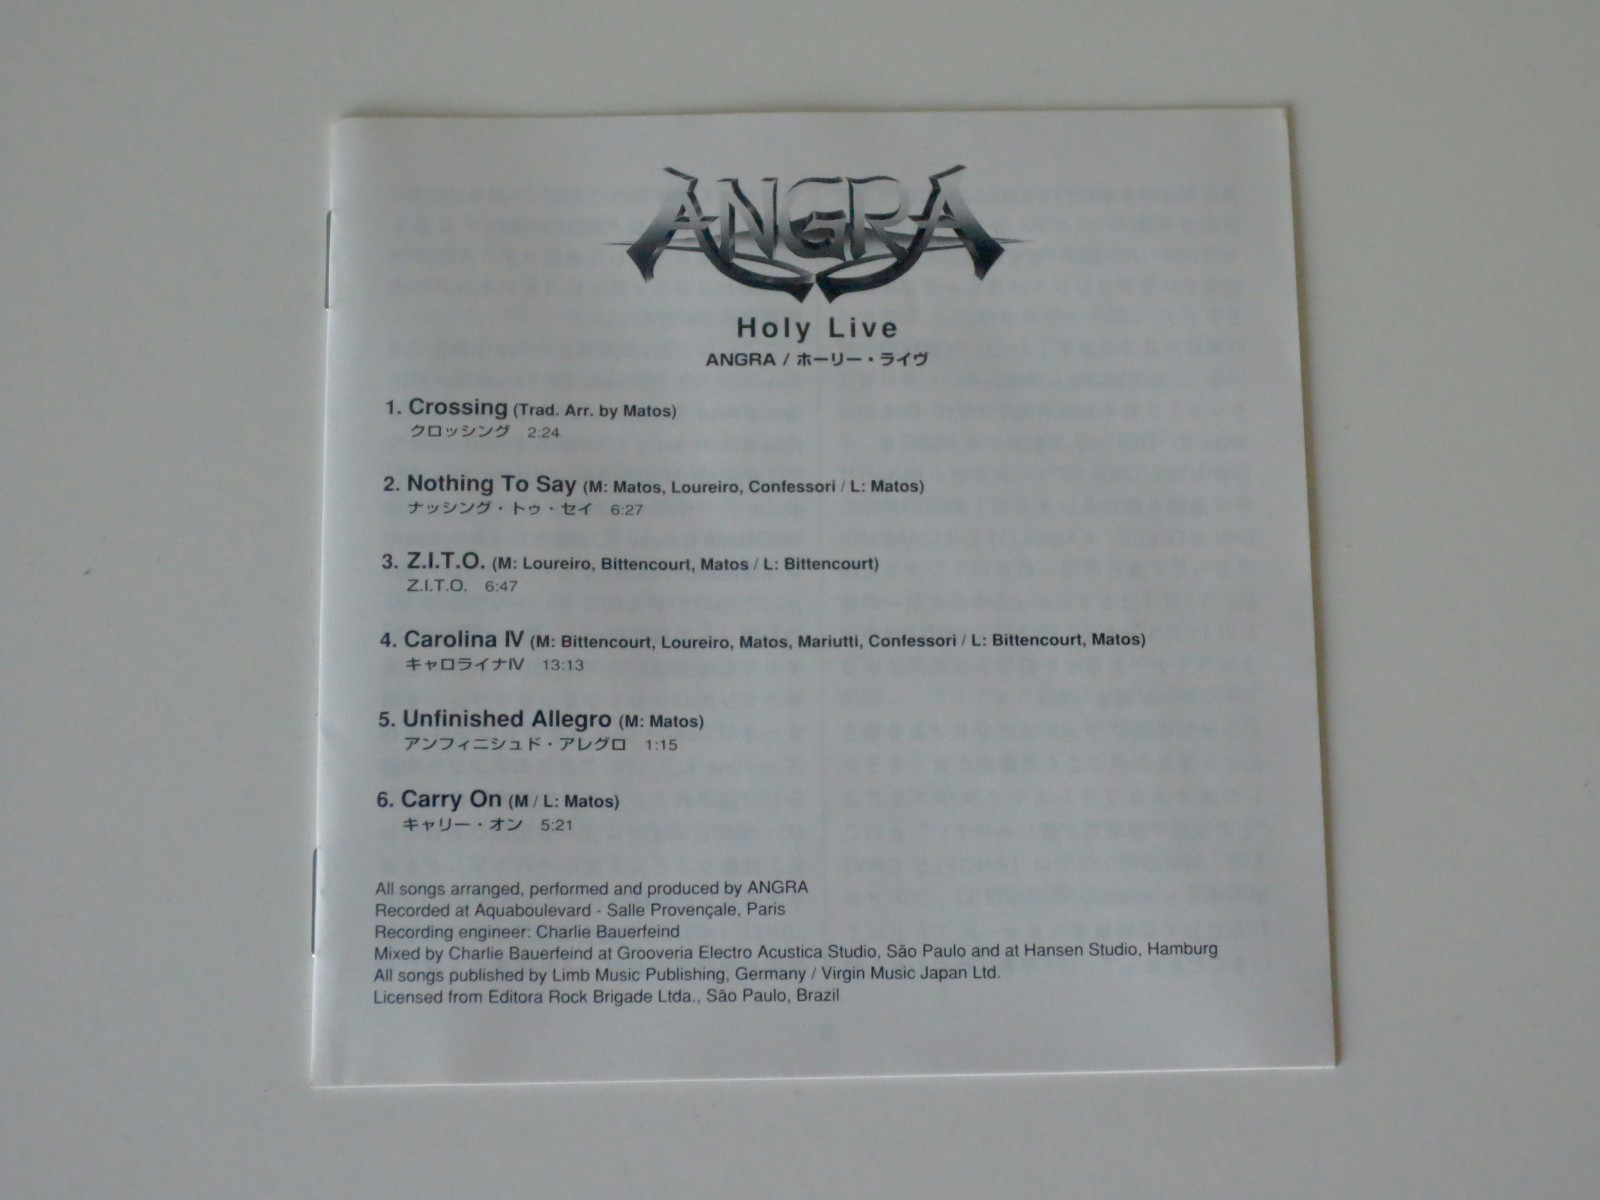 ANGRA
Holy Live
ANGRA / ホーリー・ライヴ
1. Crossing (Trad. Arr. by Matos)
クロッシング 2:24
2. Nothing To Say (M: Matos, Loureiro, Confessori / L: Matos)
ナッシング・トゥ・セイ 6:27
3. Z.I.T.O. (M: Loureiro, Bittencourt, Matos / L: Bittencourt)
Z.I.T.O. 6:47
4. Carolina IV (M: Bittencourt, Loureiro, Matos, Mariutti, Confessori / L: Bittencourt, Matos)
キャロライナIV 13:13
5. Unfinished Allegro (M: Matos)
アンフィニシュド・アレグロ 1:15
6. Carry On (M / L: Matos)
キャリー・オン 5:21
All songs arranged, performed and produced by ANGRA
Recorded at Aquaboulevard - Salle Provençale, Paris
Recording engineer: Charlie Bauerfeind
Mixed by Charlie Bauerfeind at Grooveria Electro Acustica Studio, São Paulo and at Hansen Studio, Hamburg
All songs published by Limb Music Publishing, Germany / Virgin Music Japan Ltd.
Licensed from Editora Rock Brigade Ltda., São Paulo, Brazil